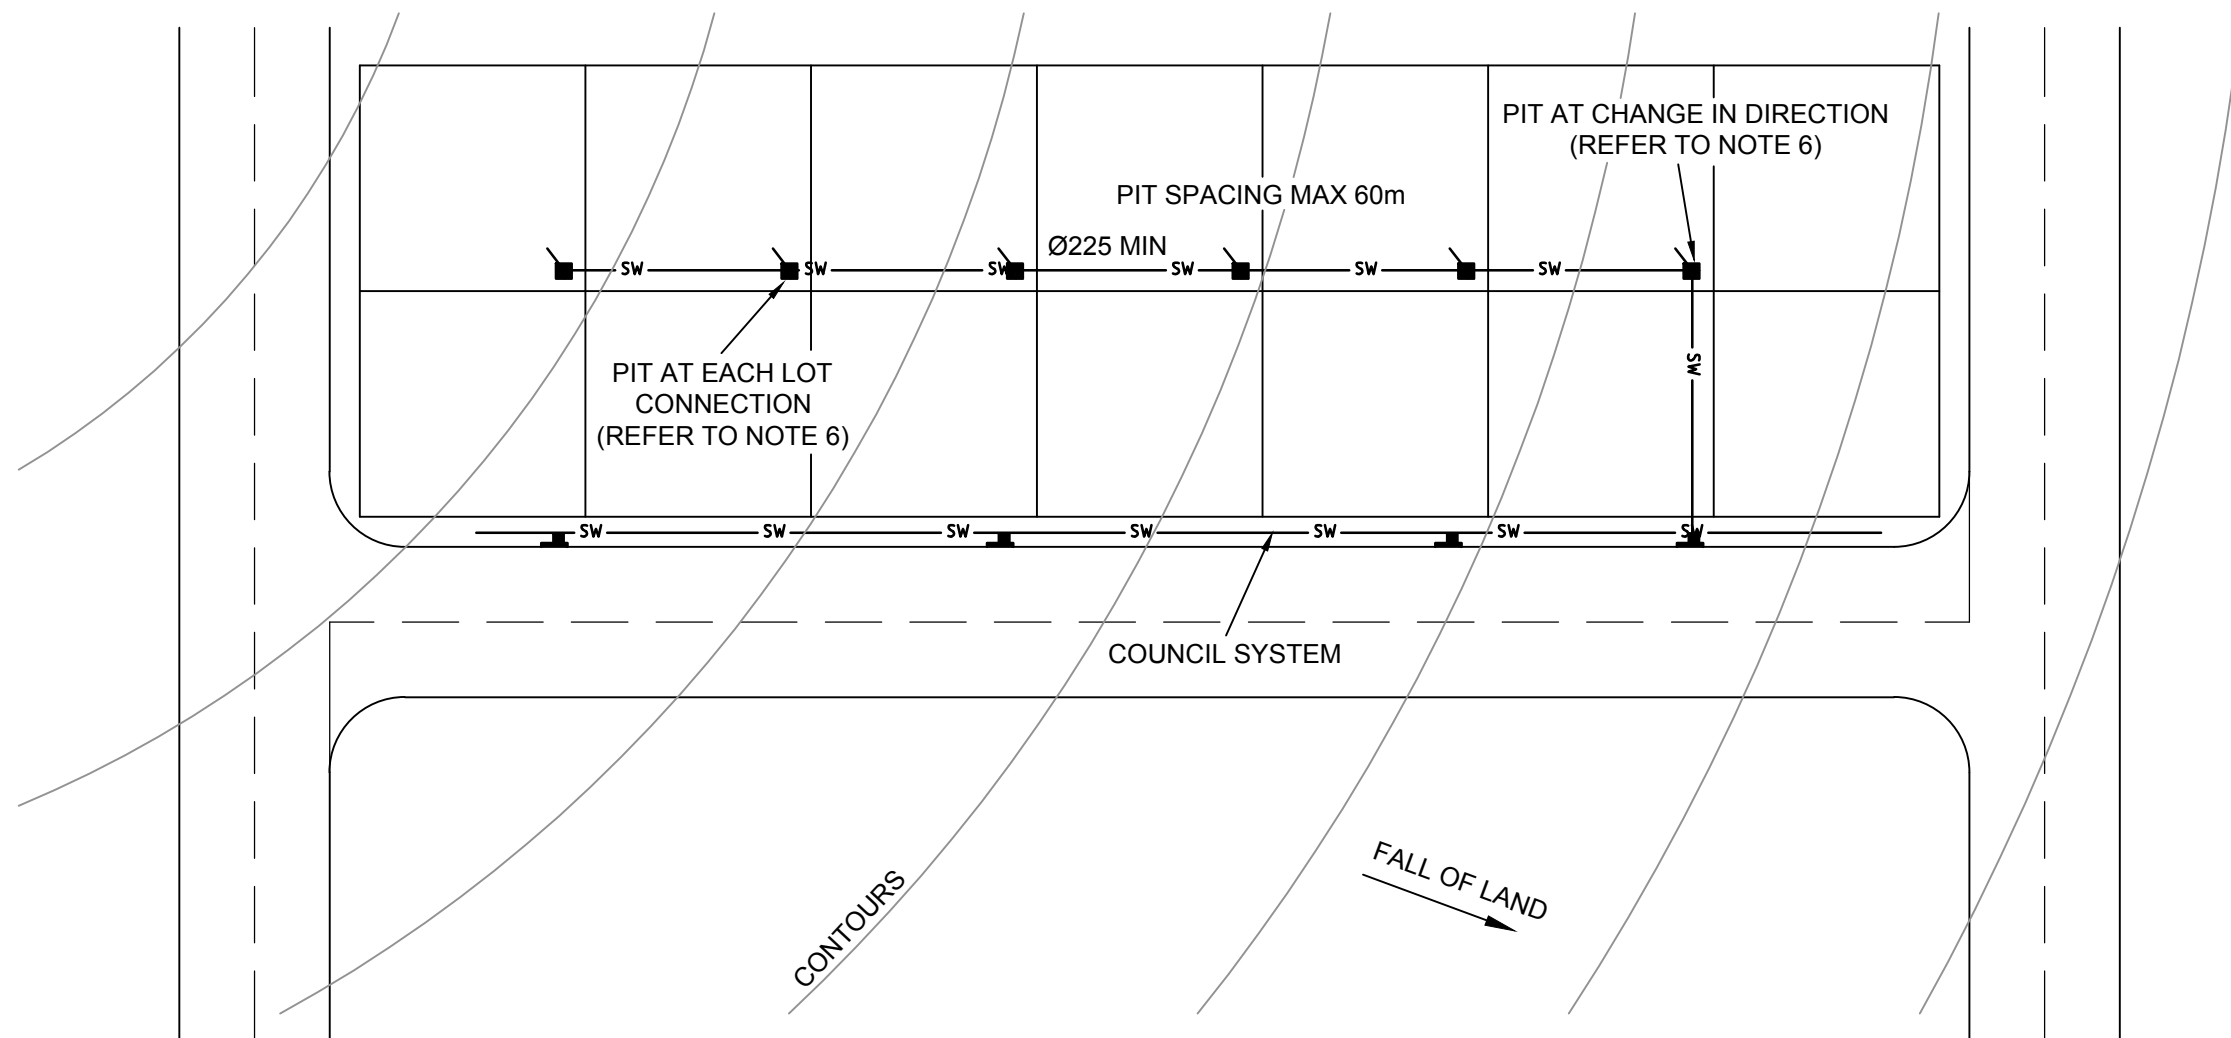 PIT AT CHANGE IN DIRECTION
(REFER TO NOTE 6)
PIT SPACING MAX 60m
Ø225 MIN
SW SW SW SW SW SW
SW
PIT AT EACH LOT
CONNECTION
(REFER TO NOTE 6)
SW SW SW SW SW SW SW
COUNCIL SYSTEM
FALL OF LAND
CONTOURS